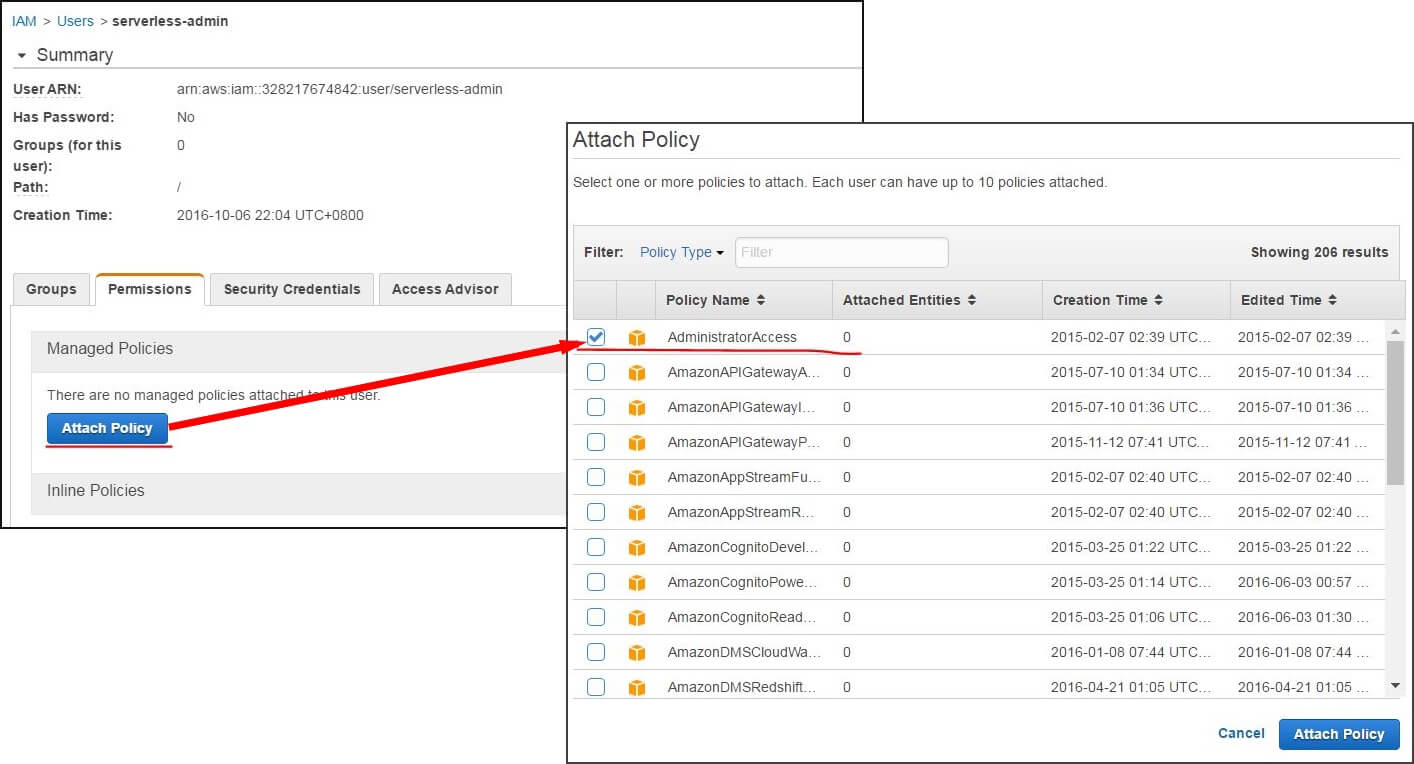 IAM > Users > serverless-admin
Summary
User ARN: arn:aws:iam::328217674842:user/serverless-admin
Has Password: No
Groups (for this user): 0
Path: /
Creation Time: 2016-10-06 22:04 UTC+0800
Groups Permissions Security Credentials Access Advisor
Managed Policies
There are no managed policies attached to this user.
Attach Policy
Inline Policies
Attach Policy
Select one or more policies to attach. Each user can have up to 10 policies attached.
Filter: Policy Type Filter Showing 206 results
Policy Name Attached Entities Creation Time Edited Time
AdministratorAccess 0 2015-02-07 02:39 UTC... 2015-02-07 02:39 ...
AmazonAPIGatewayA... 0 2015-07-10 01:34 UTC... 2015-07-10 01:34 ...
AmazonAPIGatewayI... 0 2015-07-10 01:36 UTC... 2015-07-10 01:36 ...
AmazonAPIGatewayP... 0 2015-11-12 07:41 UTC... 2015-11-12 07:41 ...
AmazonAppStreamFu... 0 2015-02-07 02:40 UTC... 2015-02-07 02:40 ...
AmazonAppStreamR... 0 2015-02-07 02:40 UTC... 2015-02-07 02:40 ...
AmazonCognitoDevel... 0 2015-03-25 01:22 UTC... 2015-03-25 01:22 ...
AmazonCognitoPowe... 0 2015-03-25 01:14 UTC... 2016-06-03 00:57 ...
AmazonCognitoRead... 0 2015-03-25 01:06 UTC... 2016-06-03 01:30 ...
AmazonDMSCloudWa... 0 2016-01-08 07:44 UTC... 2016-01-08 07:44 ...
AmazonDMSRedshift... 0 2016-04-21 01:05 UTC... 2016-04-21 01:05 ...
Cancel Attach Policy